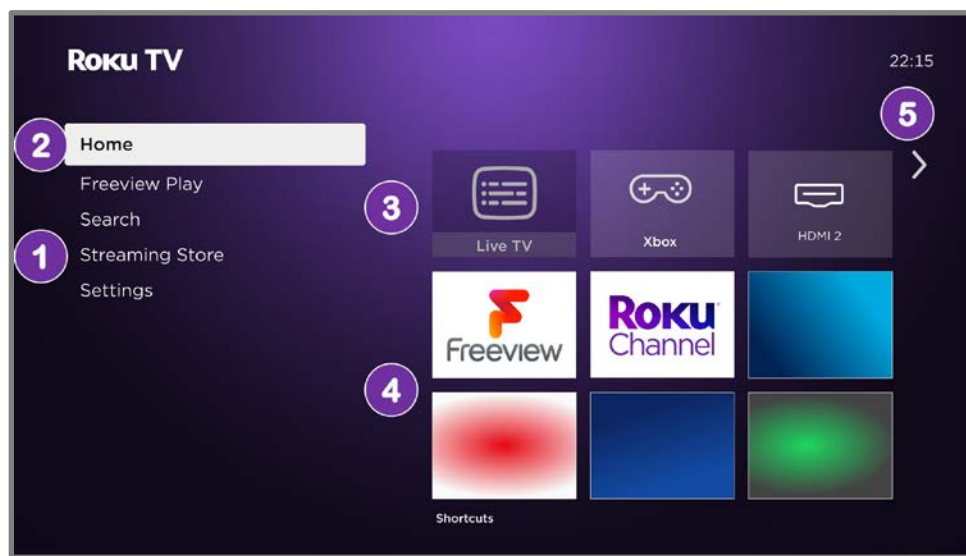 Roku TV
22:15
5
2
Home
Freeview Play
Search
1
Streaming Store
Settings
3
Live TV
Xbox
HDMI 2
Freeview
Roku
Channel
4
Shortcuts